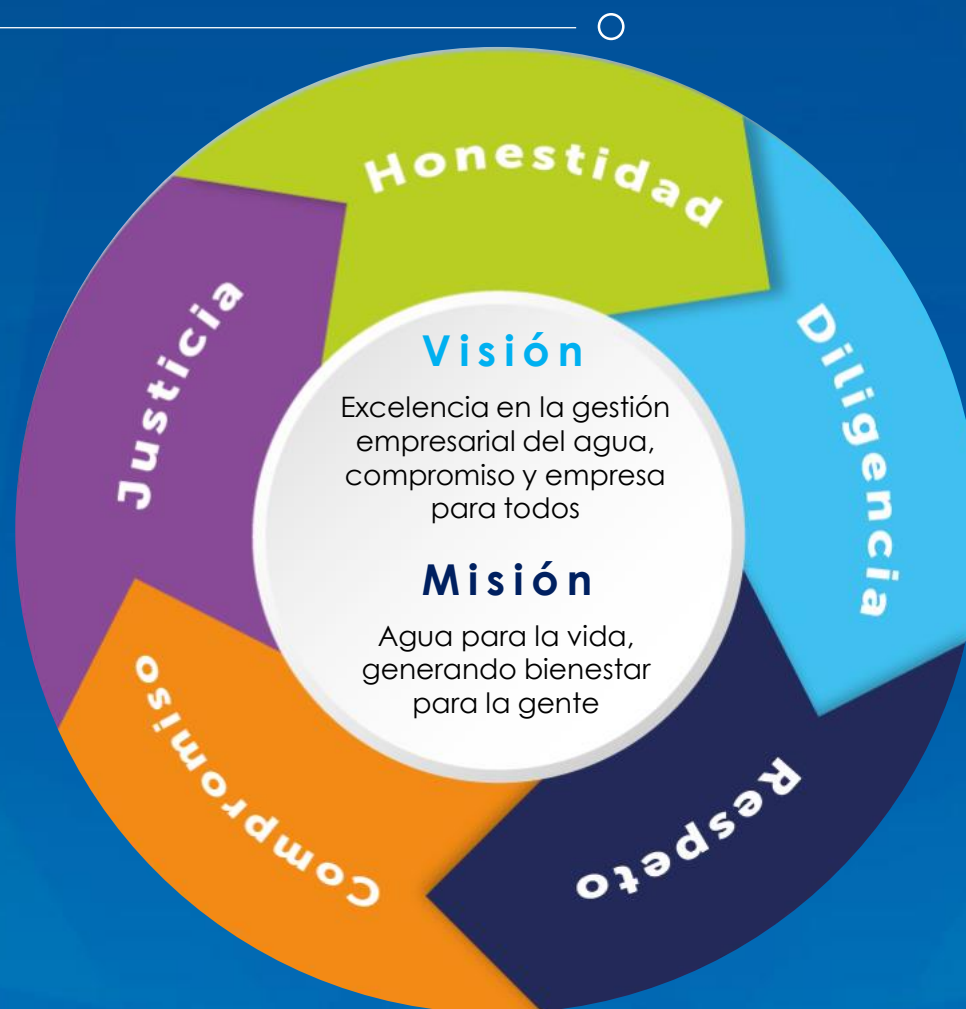 Honestidad
Diligencia
Respeto
Compromiso
Justicia
Visión
Excelencia en la gestión
empresarial del agua,
compromiso y empresa
para todos
Misión
Agua para la vida,
generando bienestar
para la gente